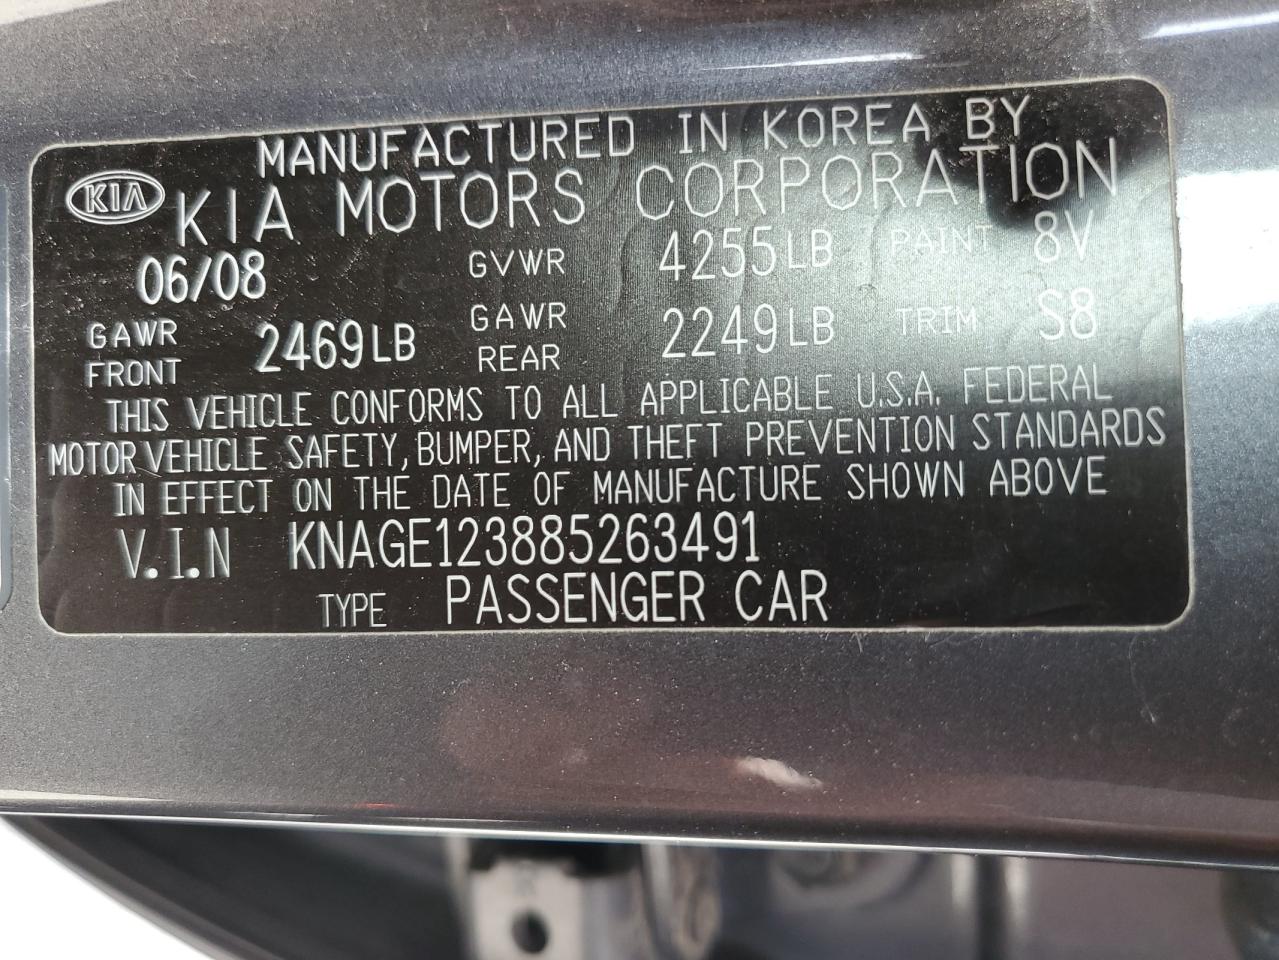 MANUFACTURED IN KOREA BY
KIA KIA MOTORS CORPORATION
06/08 GVWR 4255LB PAINT 8V
GAWR FRONT 2469LB GAWR REAR 2249LB TRIM S8
THIS VEHICLE CONFORMS TO ALL APPLICABLE U.S.A. FEDERAL
MOTOR VEHICLE SAFETY, BUMPER, AND THEFT PREVENTION STANDARDS
IN EFFECT ON THE DATE OF MANUFACTURE SHOWN ABOVE
V.I.N KNAGE123885263491
TYPE PASSENGER CAR